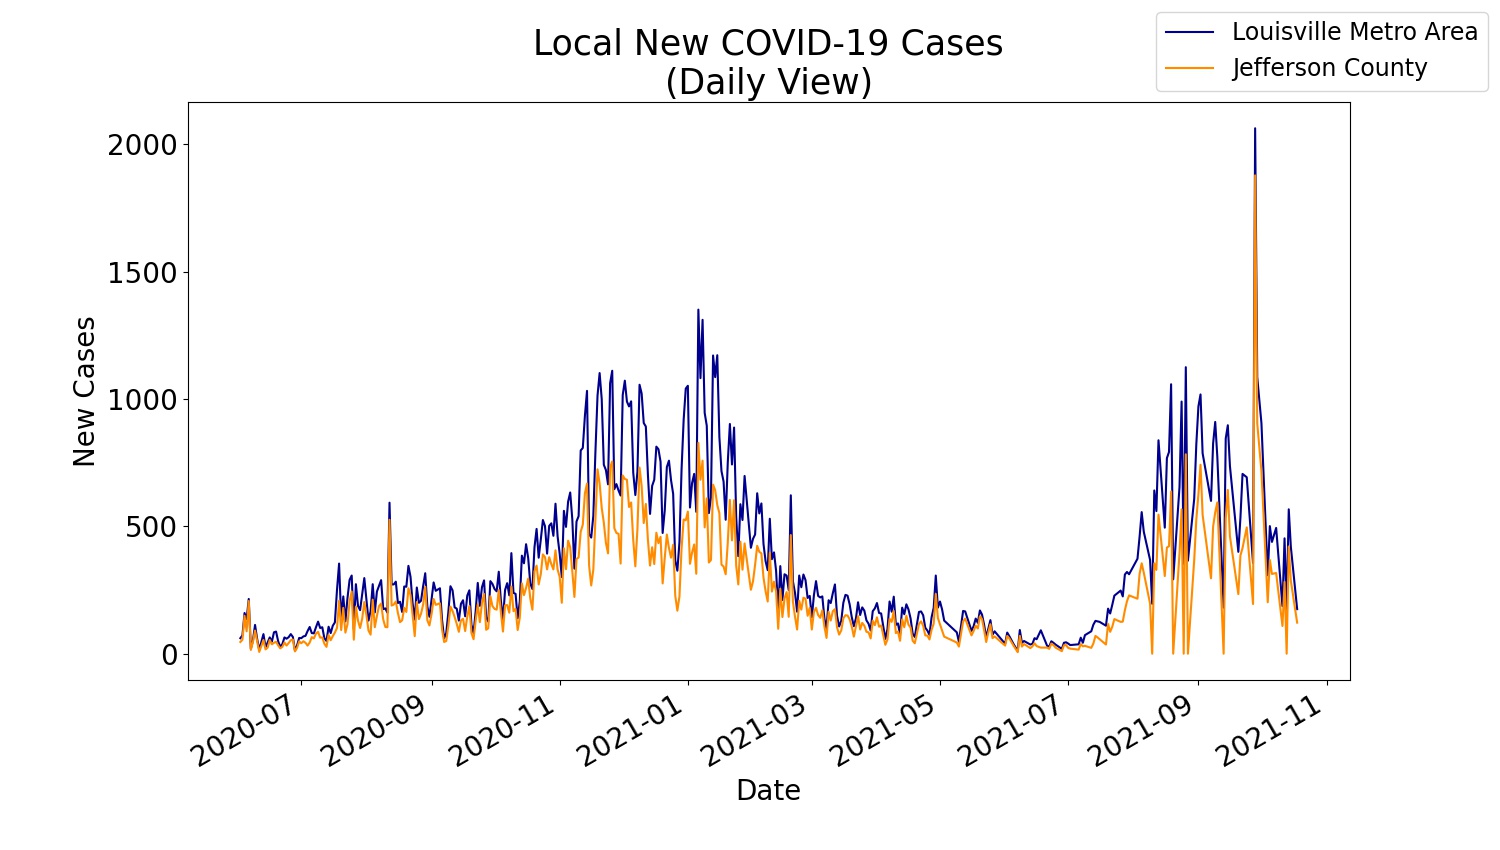 Local New COVID-19 Cases
(Daily View)
Louisville Metro Area
Jefferson County
New Cases
2000
1500
1000
500
0
2020-07
2020-09
2020-11
2021-01
2021-03
2021-05
2021-07
2021-09
2021-11
Date